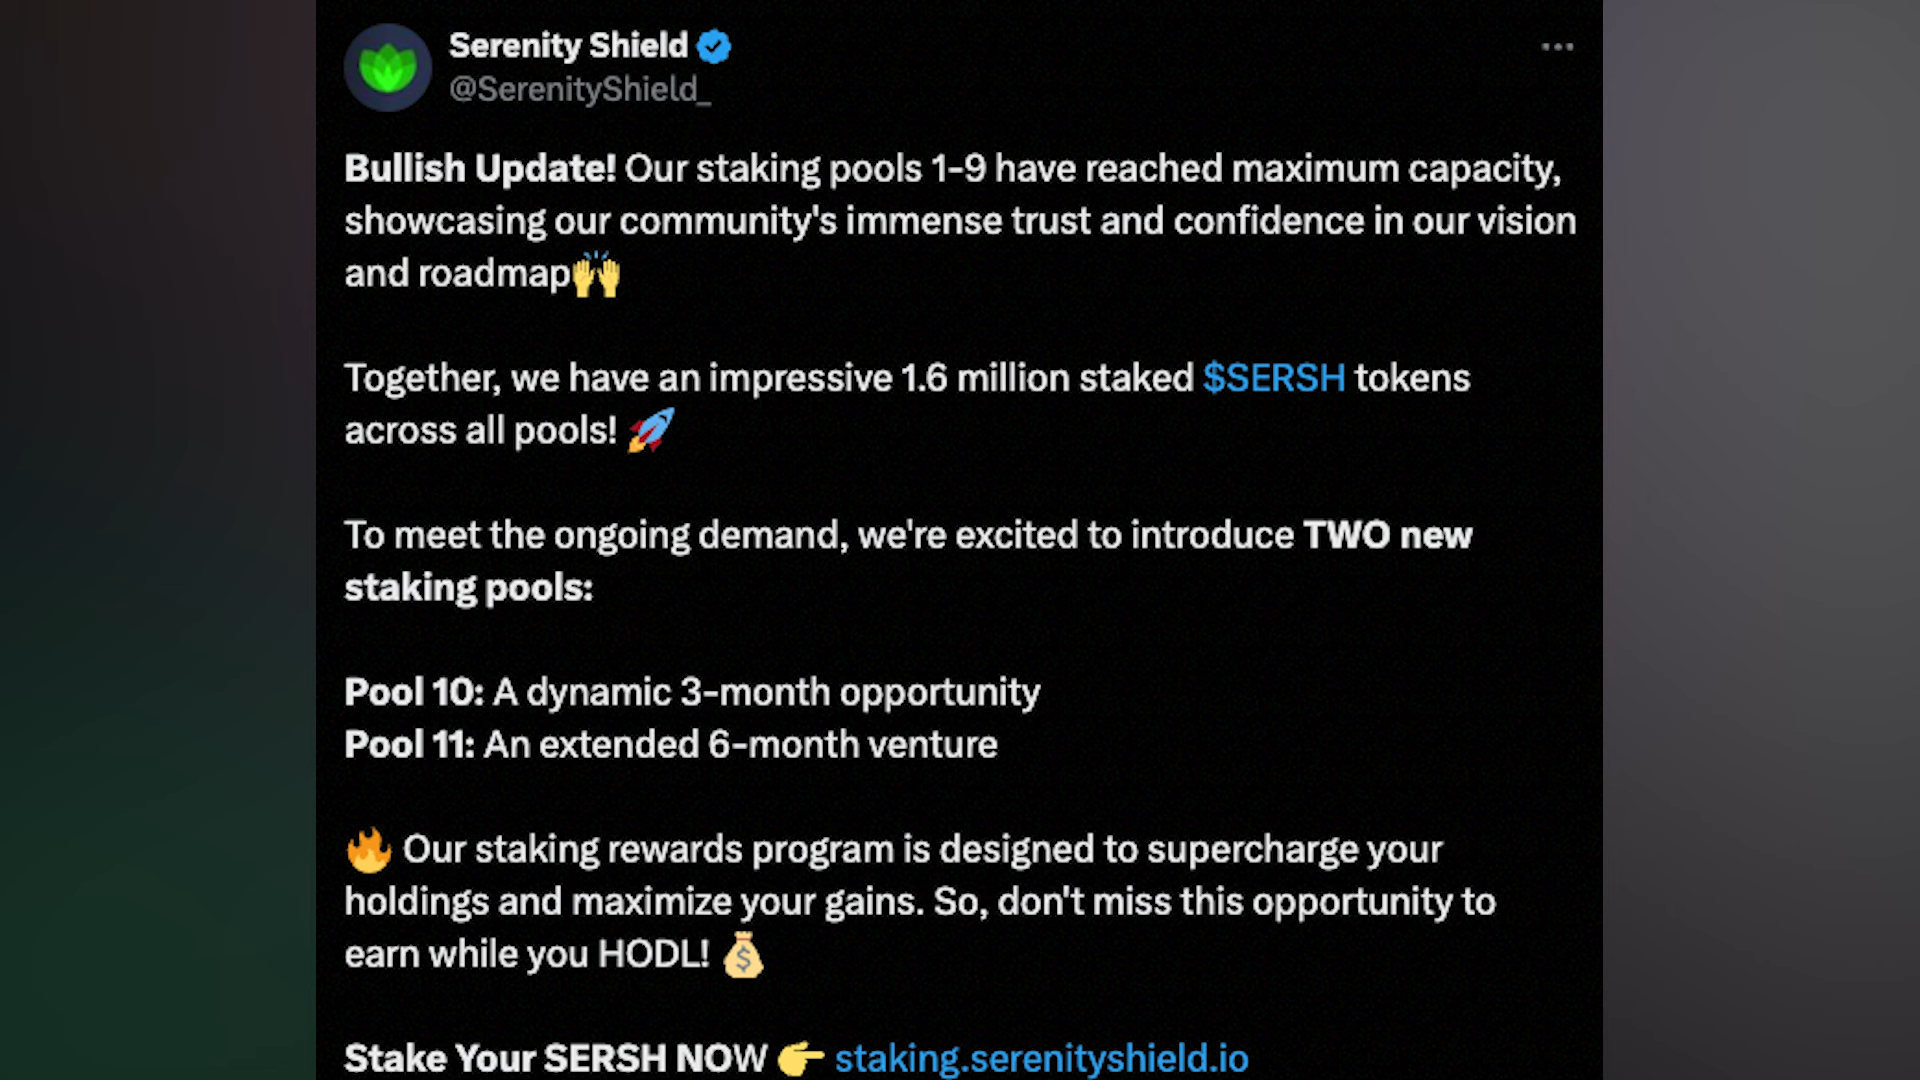 Serenity Shield
@SerenityShield_
Bullish Update! Our staking pools 1-9 have reached maximum capacity,
showcasing our community's immense trust and confidence in our vision
and roadmap🙌
Together, we have an impressive 1.6 million staked $SERSH tokens
across all pools! 🚀
To meet the ongoing demand, we're excited to introduce TWO new
staking pools:
Pool 10: A dynamic 3-month opportunity
Pool 11: An extended 6-month venture
🔥 Our staking rewards program is designed to supercharge your
holdings and maximize your gains. So, don't miss this opportunity to
earn while you HODL! 💰
Stake Your SERSH NOW 👉 staking.serenityshield.io